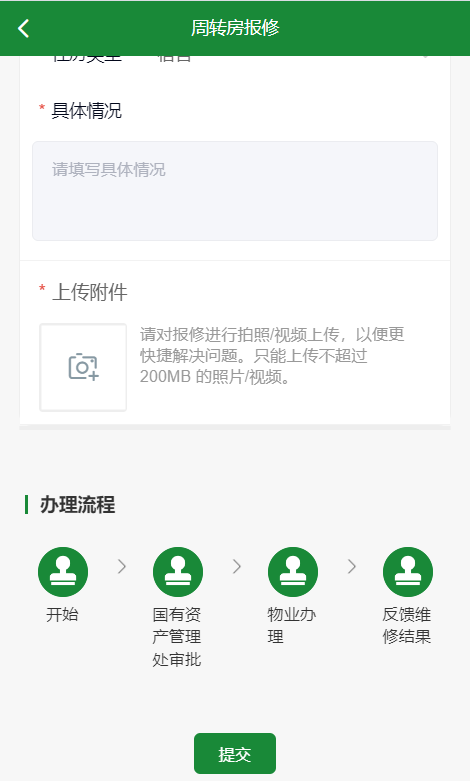 周转房报修
* 具体情况
请填写具体情况
* 上传附件
请对报修进行拍照/视频上传，以便更
快捷解决问题。只能上传不超过
200MB 的照片/视频。
办理流程
开始
国有资
产管理
处审批
物业办
理
反馈维
修结果
提交